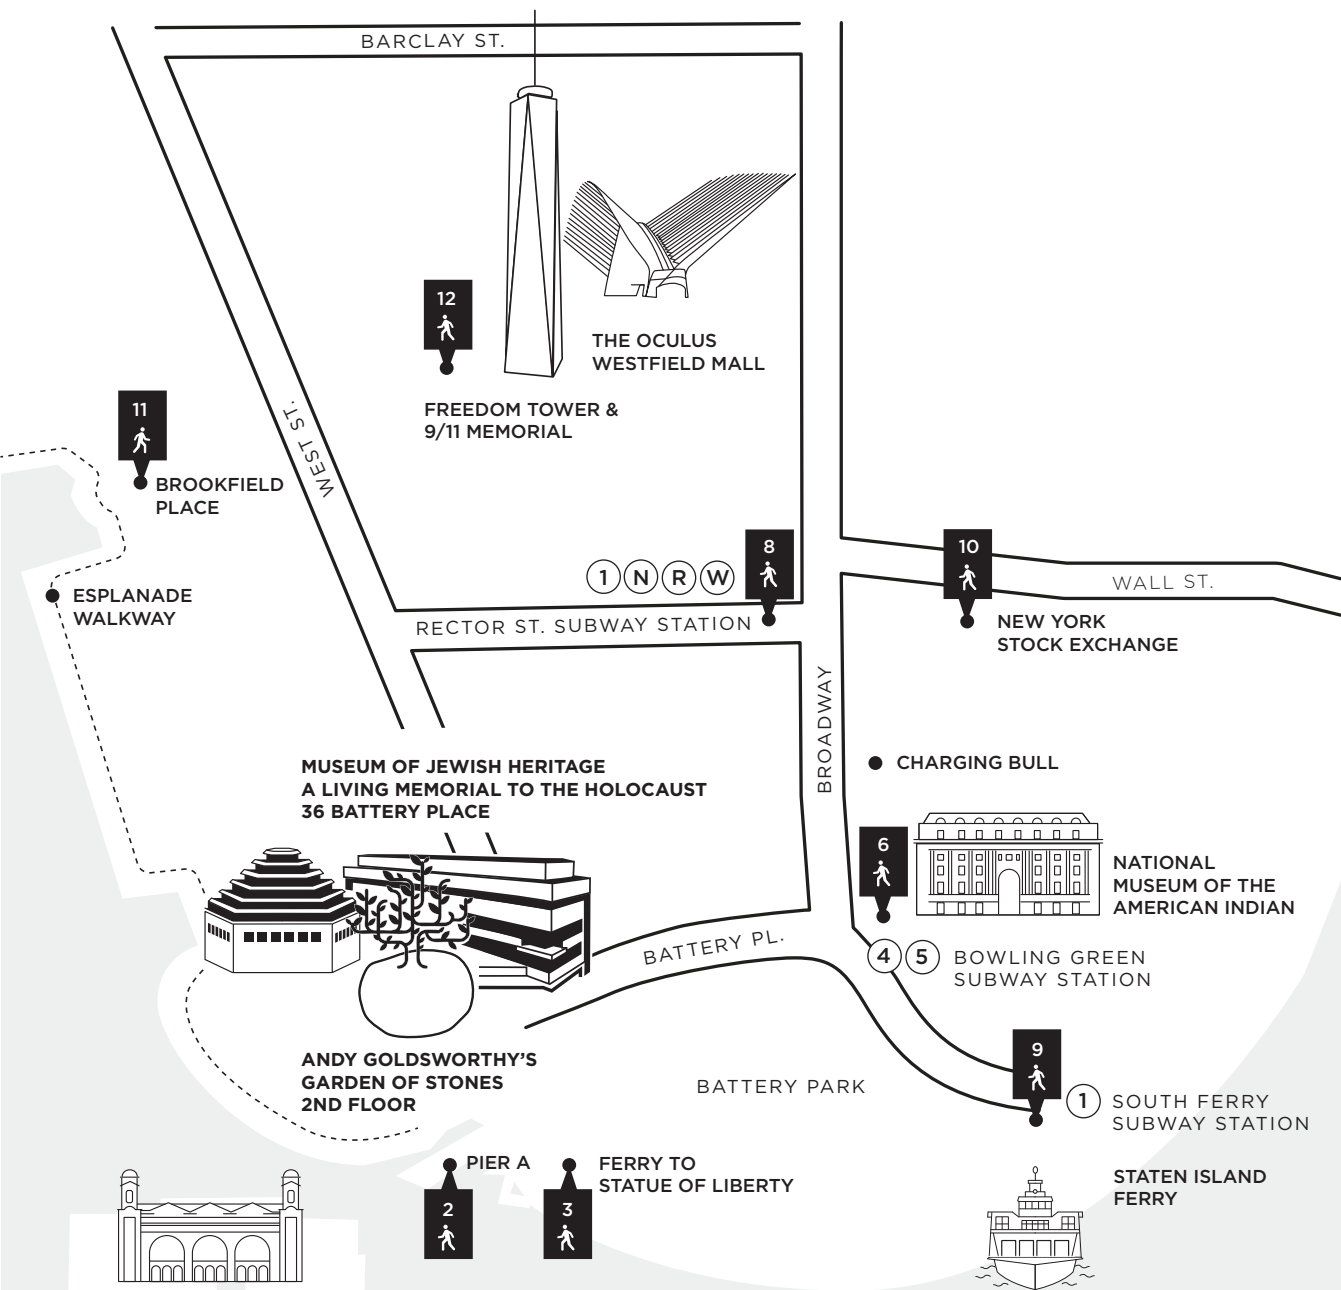 BARCLAY ST.
12
THE OCULUS
WESTFIELD MALL
FREEDOM TOWER &
9/11 MEMORIAL
WEST ST.
11
BROOKFIELD
PLACE
ESPLANADE
WALKWAY
8
1 N R W
RECTOR ST. SUBWAY STATION
10
WALL ST.
NEW YORK
STOCK EXCHANGE
BROADWAY
CHARGING BULL
MUSEUM OF JEWISH HERITAGE
A LIVING MEMORIAL TO THE HOLOCAUST
36 BATTERY PLACE
6
NATIONAL
MUSEUM OF THE
AMERICAN INDIAN
BATTERY PL.
4 5
BOWLING GREEN
SUBWAY STATION
ANDY GOLDSWORTHY’S
GARDEN OF STONES
2ND FLOOR
BATTERY PARK
9
1
SOUTH FERRY
SUBWAY STATION
PIER A
2
FERRY TO
STATUE OF LIBERTY
3
STATEN ISLAND
FERRY